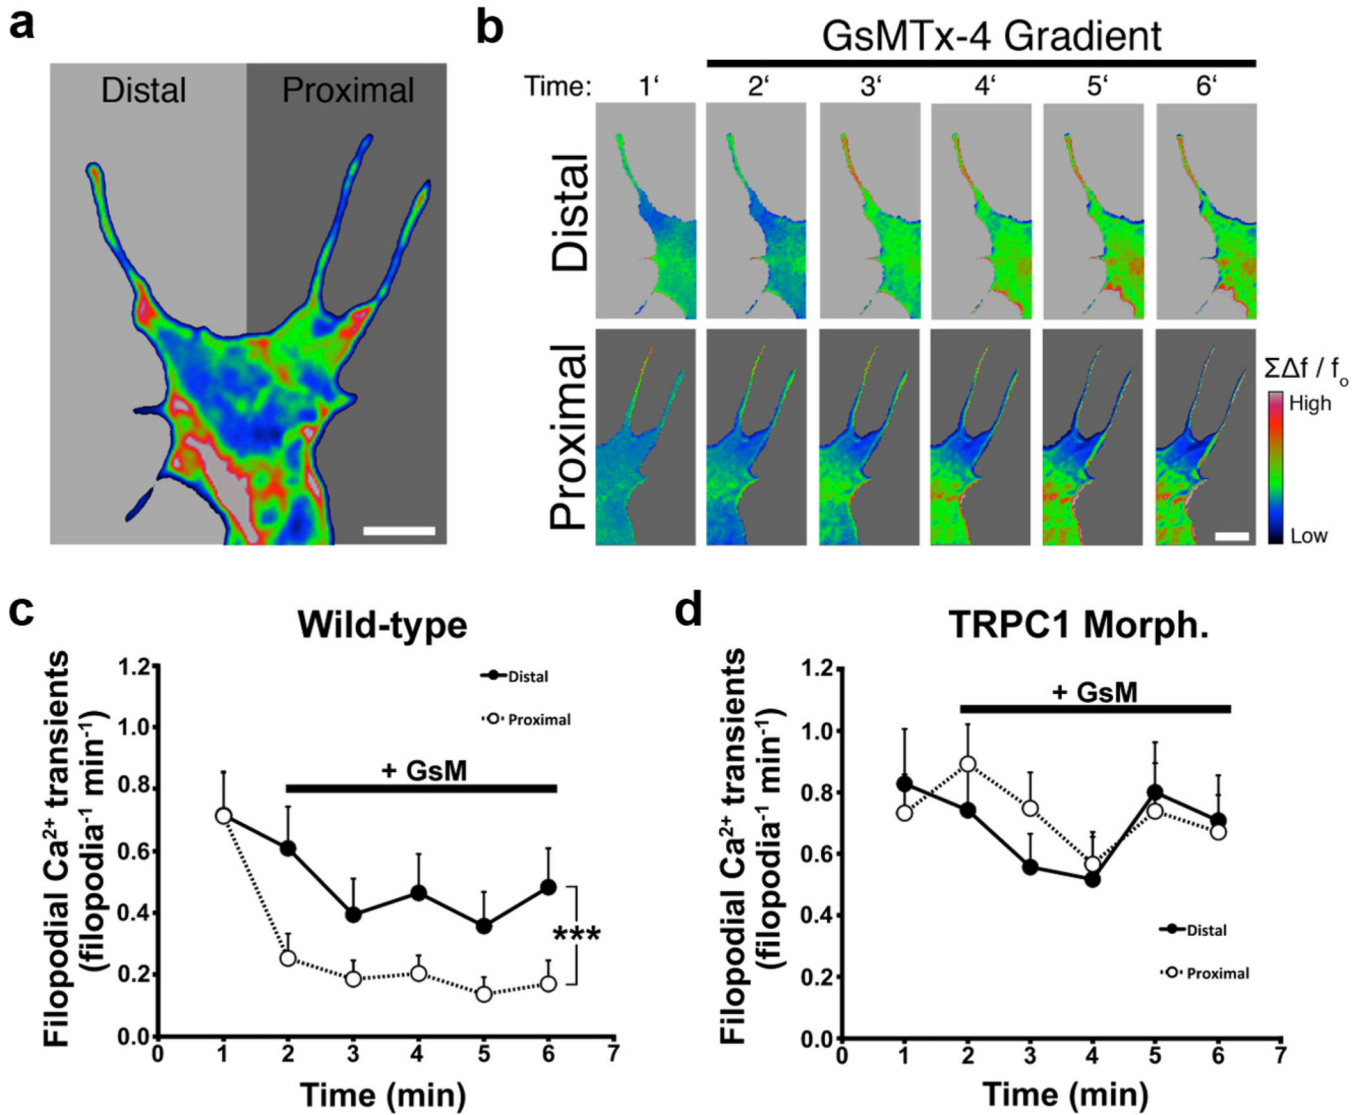 a
Distal
Proximal
b
GsMTx-4 Gradient
Time: 1' 2' 3' 4' 5' 6'
Distal
Proximal
ΣΔf / fo
High
Low
c
Wild-type
Filopodial Ca2+ transients
(filopodia-1 min-1)
1.2
1.0
0.8
0.6
0.4
0.2
0.0
Distal
Proximal
+ GsM
***
0 1 2 3 4 5 6 7
Time (min)
d
TRPC1 Morph.
Filopodial Ca2+ transients
(filopodia-1 min-1)
1.2
1.0
0.8
0.6
0.4
0.2
0.0
+ GsM
Distal
Proximal
0 1 2 3 4 5 6 7
Time (min)